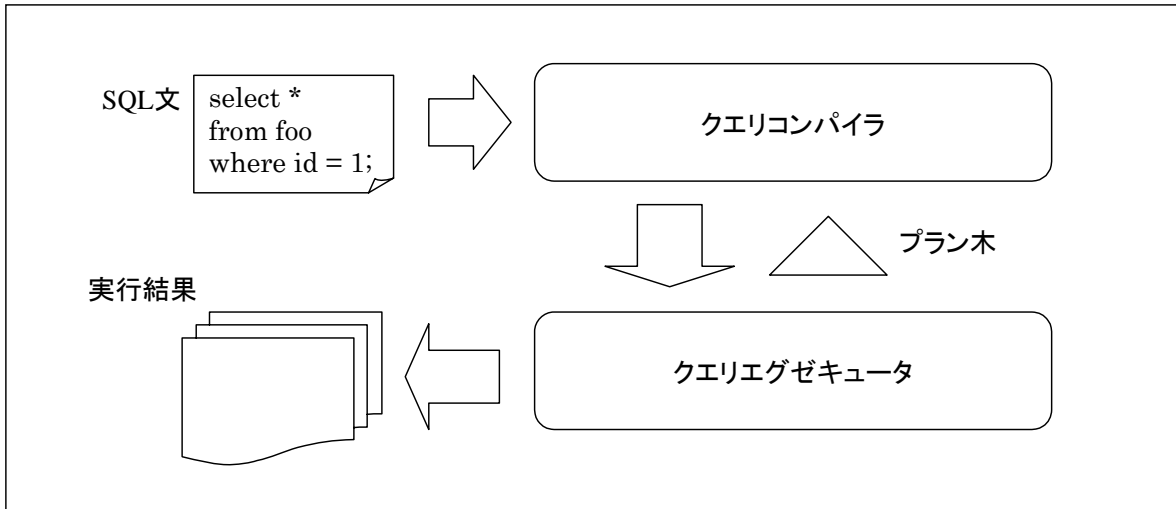 SQL文
select *
from foo
where id = 1;
クエリコンパイラ
プラン木
実行結果
クエリエグゼキュータ